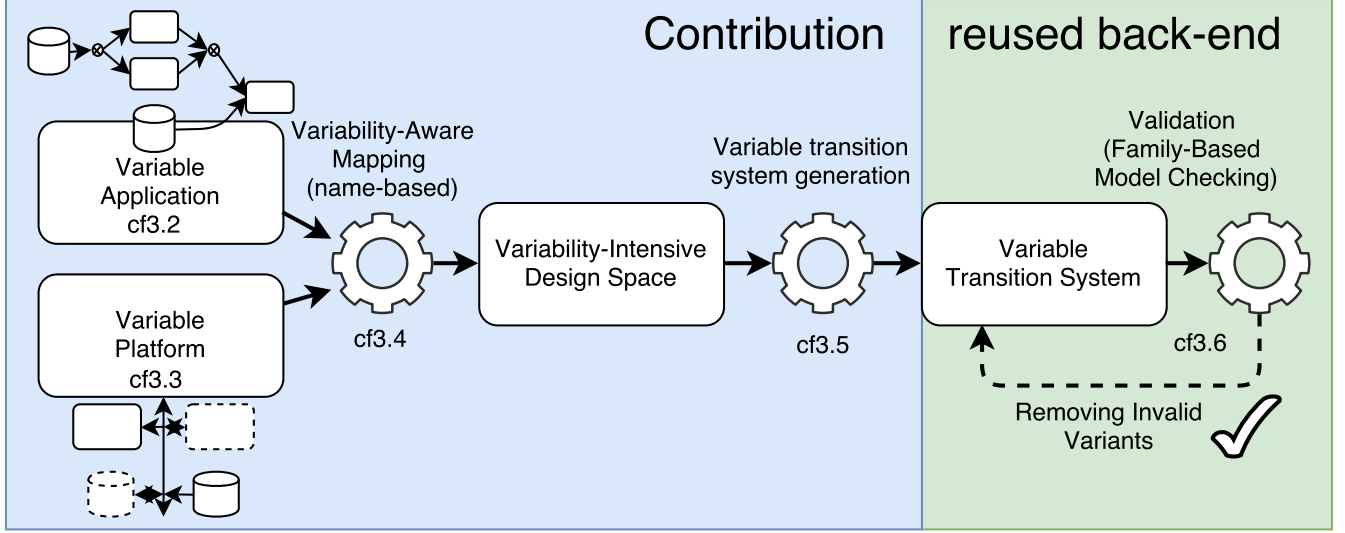 Contribution
reused back-end
Variable
Application
cf3.2
Variability-Aware
Mapping
(name-based)
cf3.4
Variable
Platform
cf3.3
Variability-Intensive
Design Space
Variable transition
system generation
cf3.5
Variable
Transition System
Validation
(Family-Based
Model Checking)
cf3.6
Removing Invalid
Variants